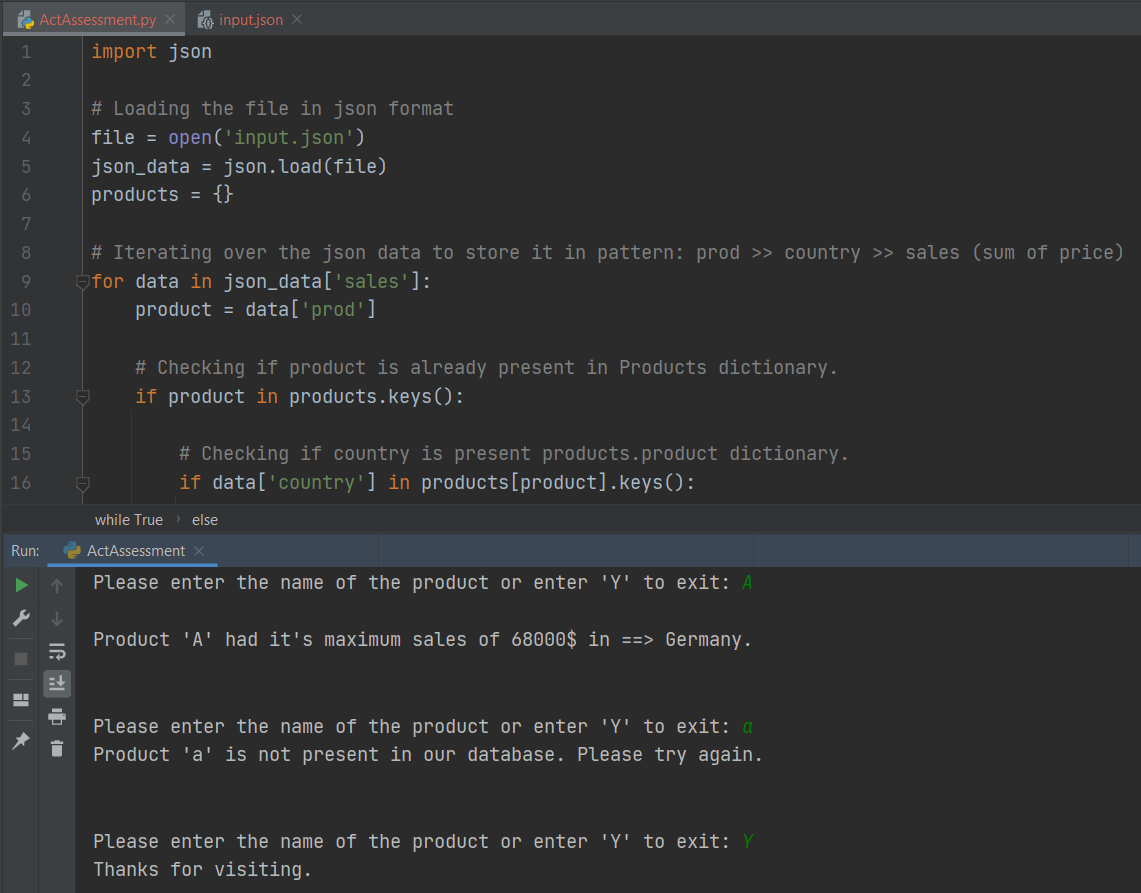 ActAssessment.py
input.json
1 import json
2
3 # Loading the file in json format
4 file = open('input.json')
5 json_data = json.load(file)
6 products = {}
7
8 # Iterating over the json data to store it in pattern: prod >> country >> sales (sum of price)
9 for data in json_data['sales']:
10     product = data['prod']
11
12     # Checking if product is already present in Products dictionary.
13     if product in products.keys():
14
15         # Checking if country is present products.product dictionary.
16         if data['country'] in products[product].keys():
while True › else
Run: ActAssessment
Please enter the name of the product or enter 'Y' to exit: A
Product 'A' had it's maximum sales of 68000$ in ==> Germany.
Please enter the name of the product or enter 'Y' to exit: a
Product 'a' is not present in our database. Please try again.
Please enter the name of the product or enter 'Y' to exit: Y
Thanks for visiting.